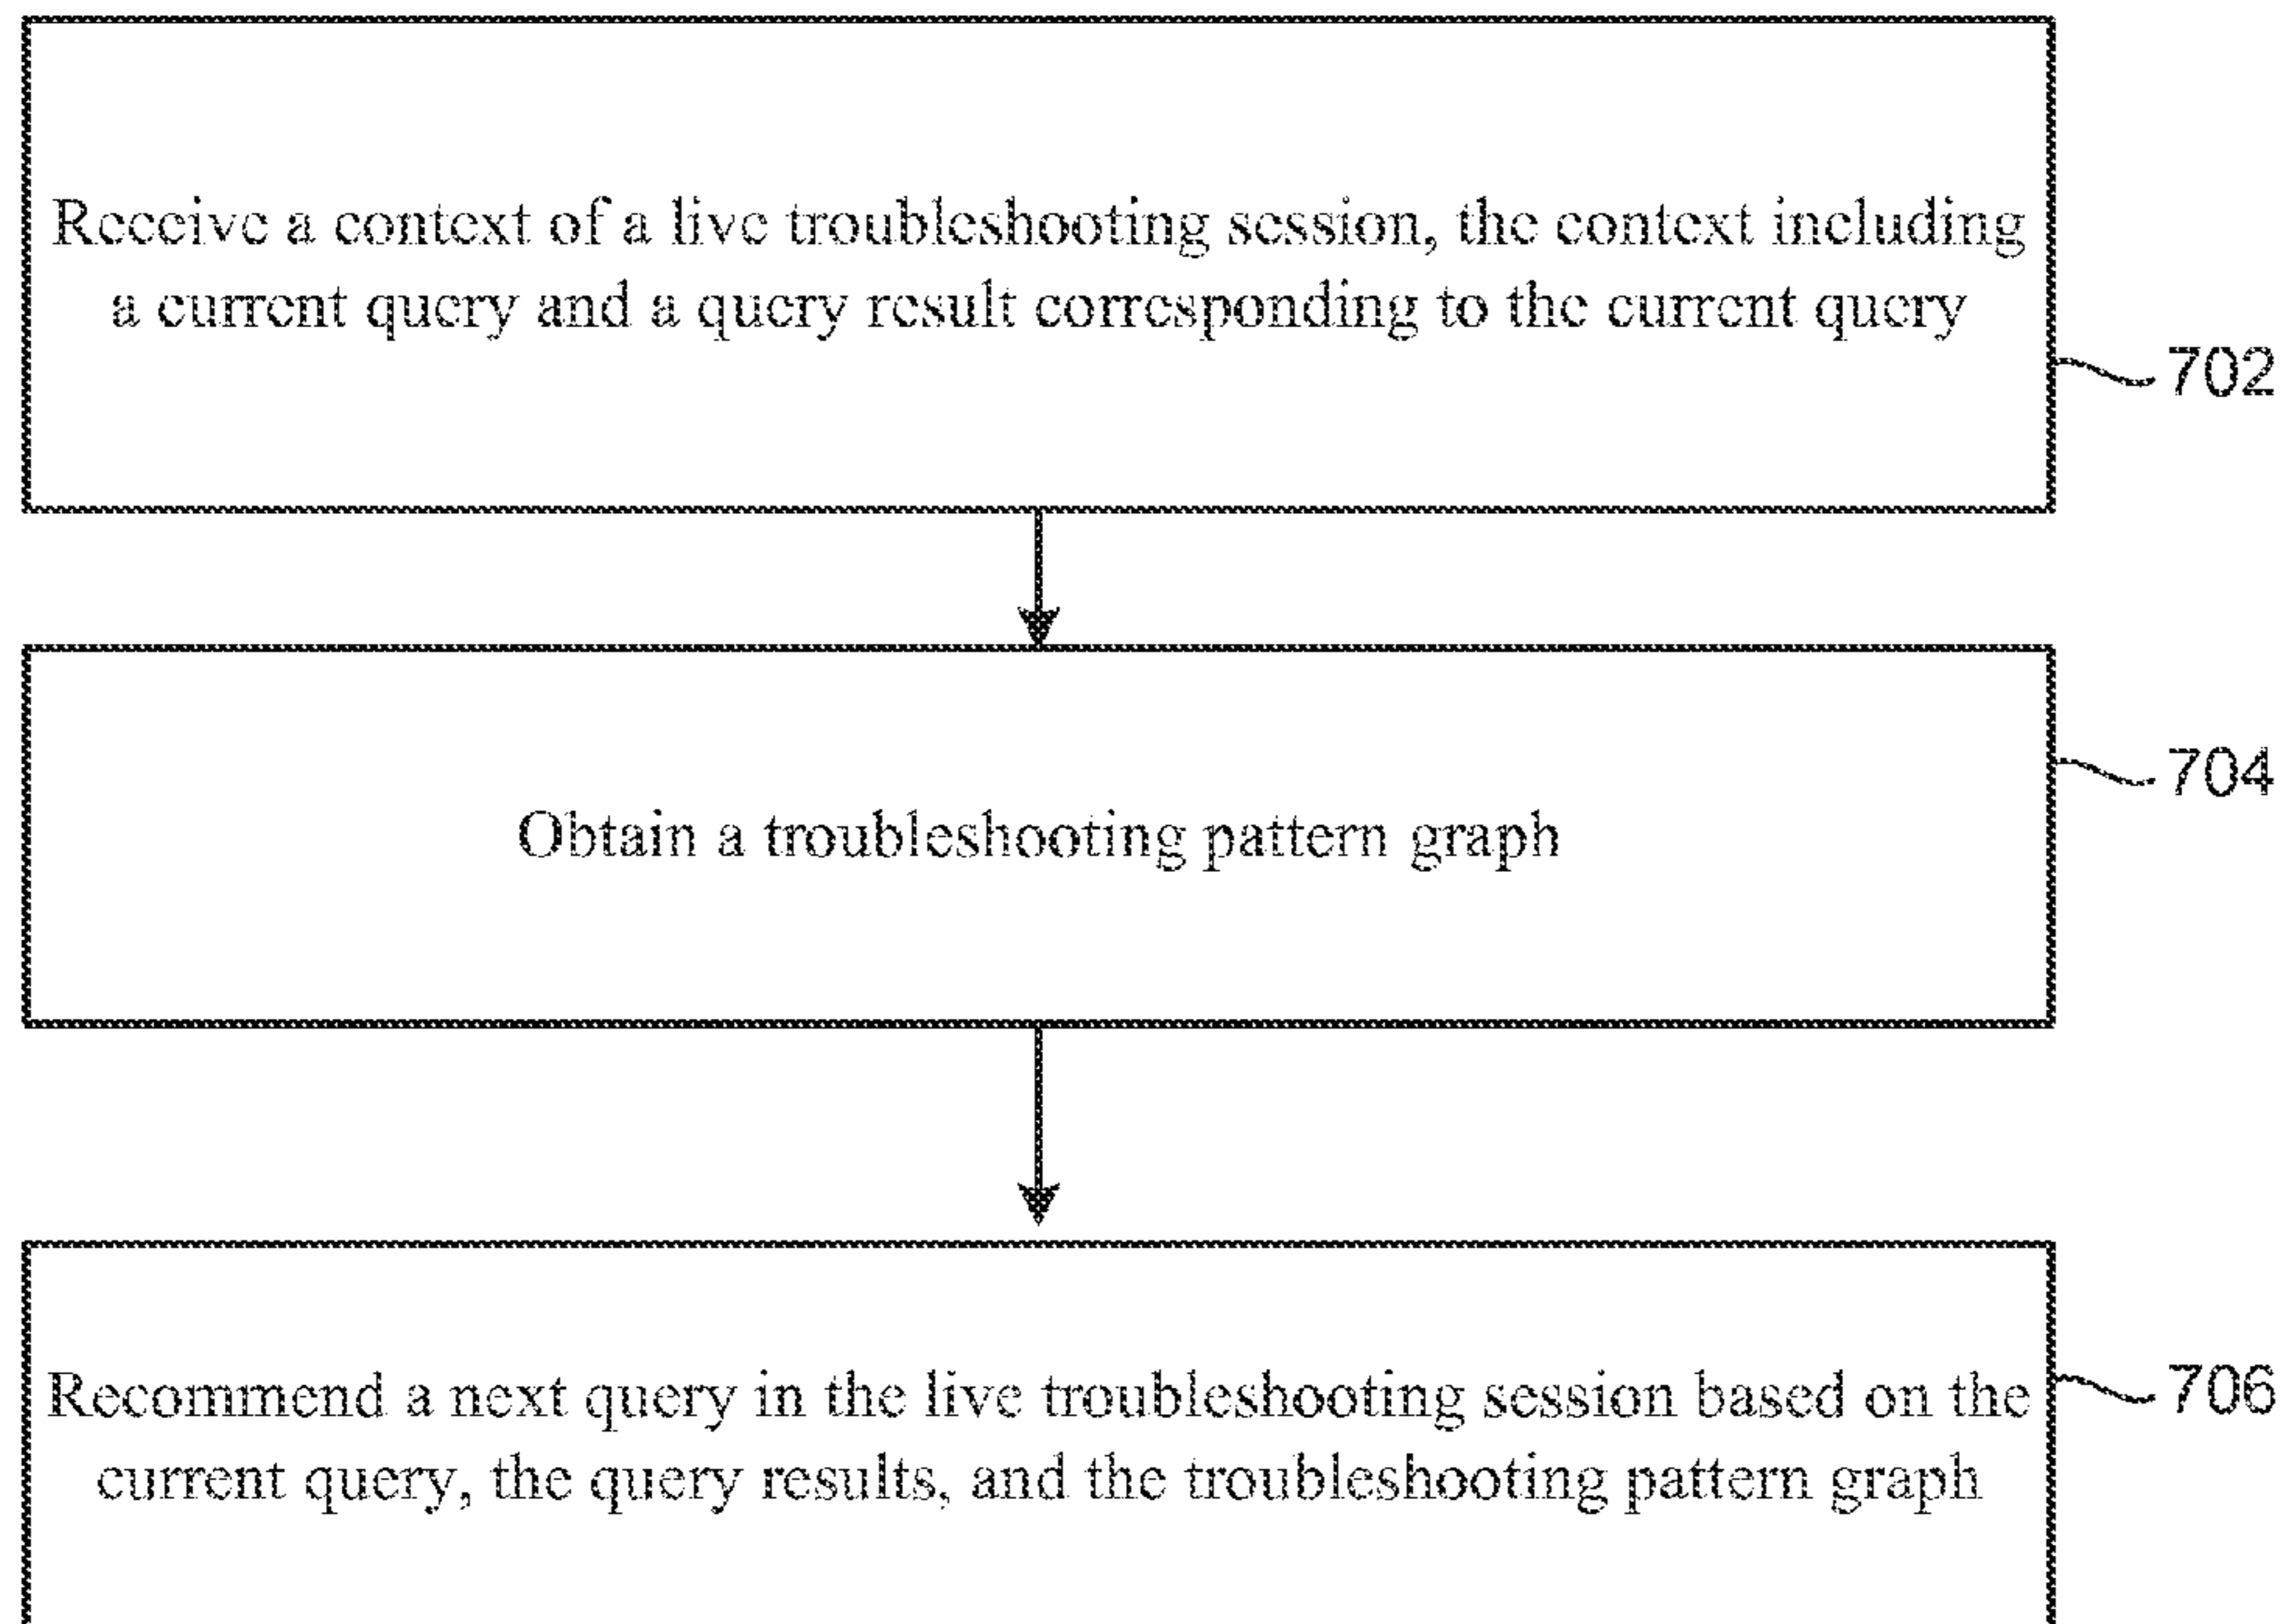 Receive a context of a live troubleshooting session, the context including
a current query and a query result corresponding to the current query
702
704
Obtain a troubleshooting pattern graph
706
Recommend a next query in the live troubleshooting session based on the
current query, the query results, and the troubleshooting pattern graph